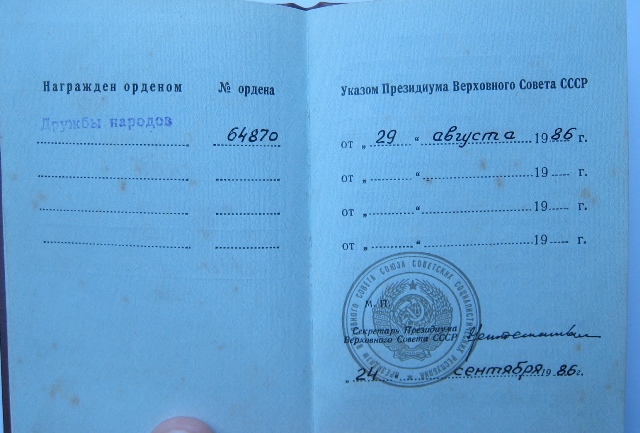 Награжден орденом № ордена
Дружбы народов 64870
Указом Президиума Верховного Совета СССР
от „ 29 “ августа 1986 г.
от „ “ 19 г.
от „ “ 19 г.
от „ “ 19 г.
М. П.
Секретарь Президиума
Верховного Совета СССР
„ 24 “ сентября 1986 г.